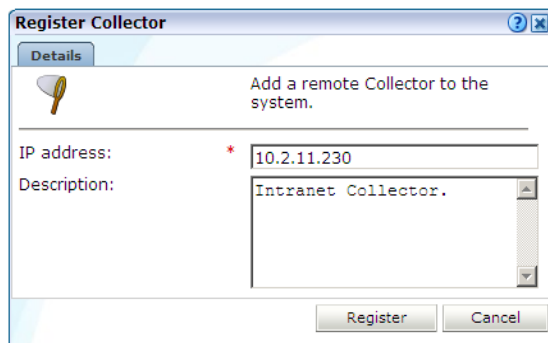 Register Collector
Details
Add a remote Collector to the
system.
IP address: * 10.2.11.230
Description: Intranet Collector.
Register Cancel